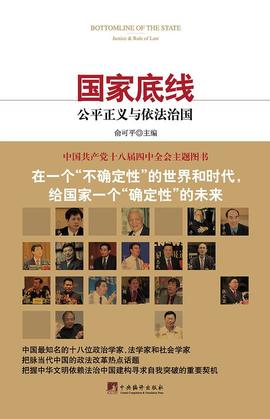 BOTTOMLINE OF THE STATE
Justice & Rule of Law
国家底线
公平正义与依法治国
俞可平◎主编
中国共产党十八届四中全会主题图书
在一个“不确定性”的世界和时代，
给国家一个“确定性”的未来
中国最知名的十八位政治学家、法学家和社会学家
把脉当代中国的政法改革热点话题
把握中华文明依赖法治中国建构寻求自我突破的重要契机
中央编译出版社
Central Compilation & Translation Press